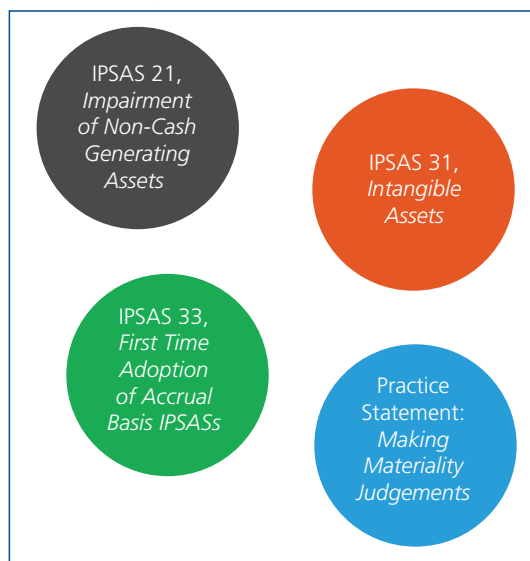 IPSAS 21,
Impairment
of Non-Cash
Generating
Assets
IPSAS 31,
Intangible
Assets
IPSAS 33,
First Time
Adoption
of Accrual
Basis IPSASs
Practice
Statement:
Making
Materiality
Judgements